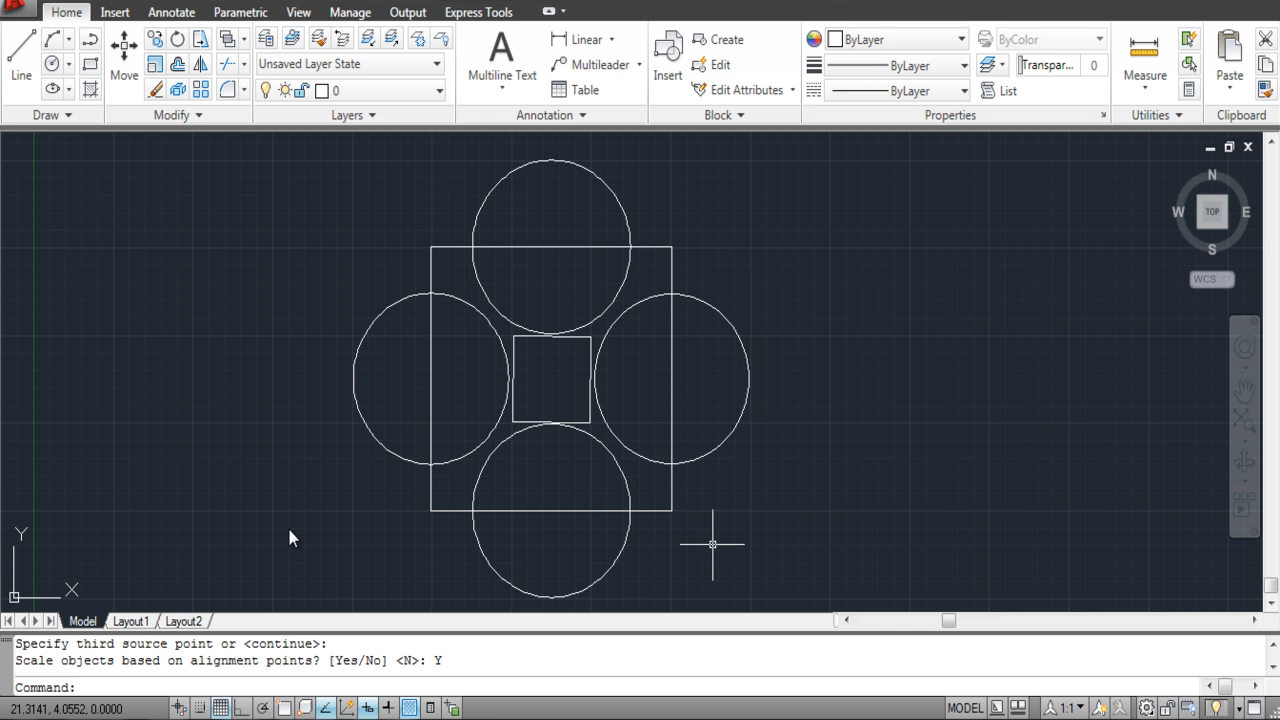 Home Insert Annotate Parametric View Manage Output Express Tools
Line
Move
Unsaved Layer State
0
Multiline Text
Linear
Multileader
Table
Insert
Create
Edit
Edit Attributes
ByLayer
ByLayer
ByLayer
ByColor
Transpar... 0
List
Measure
Paste
Draw Modify Layers Annotation Block Properties Utilities Clipboard
N
W TOP E
S
WCS
Y
X
Model Layout1 Layout2
Specify third source point or <continue>:
Scale objects based on alignment points? [Yes/No] <N>: Y
Command:
21.3141, 4.0552, 0.0000 MODEL 1:1